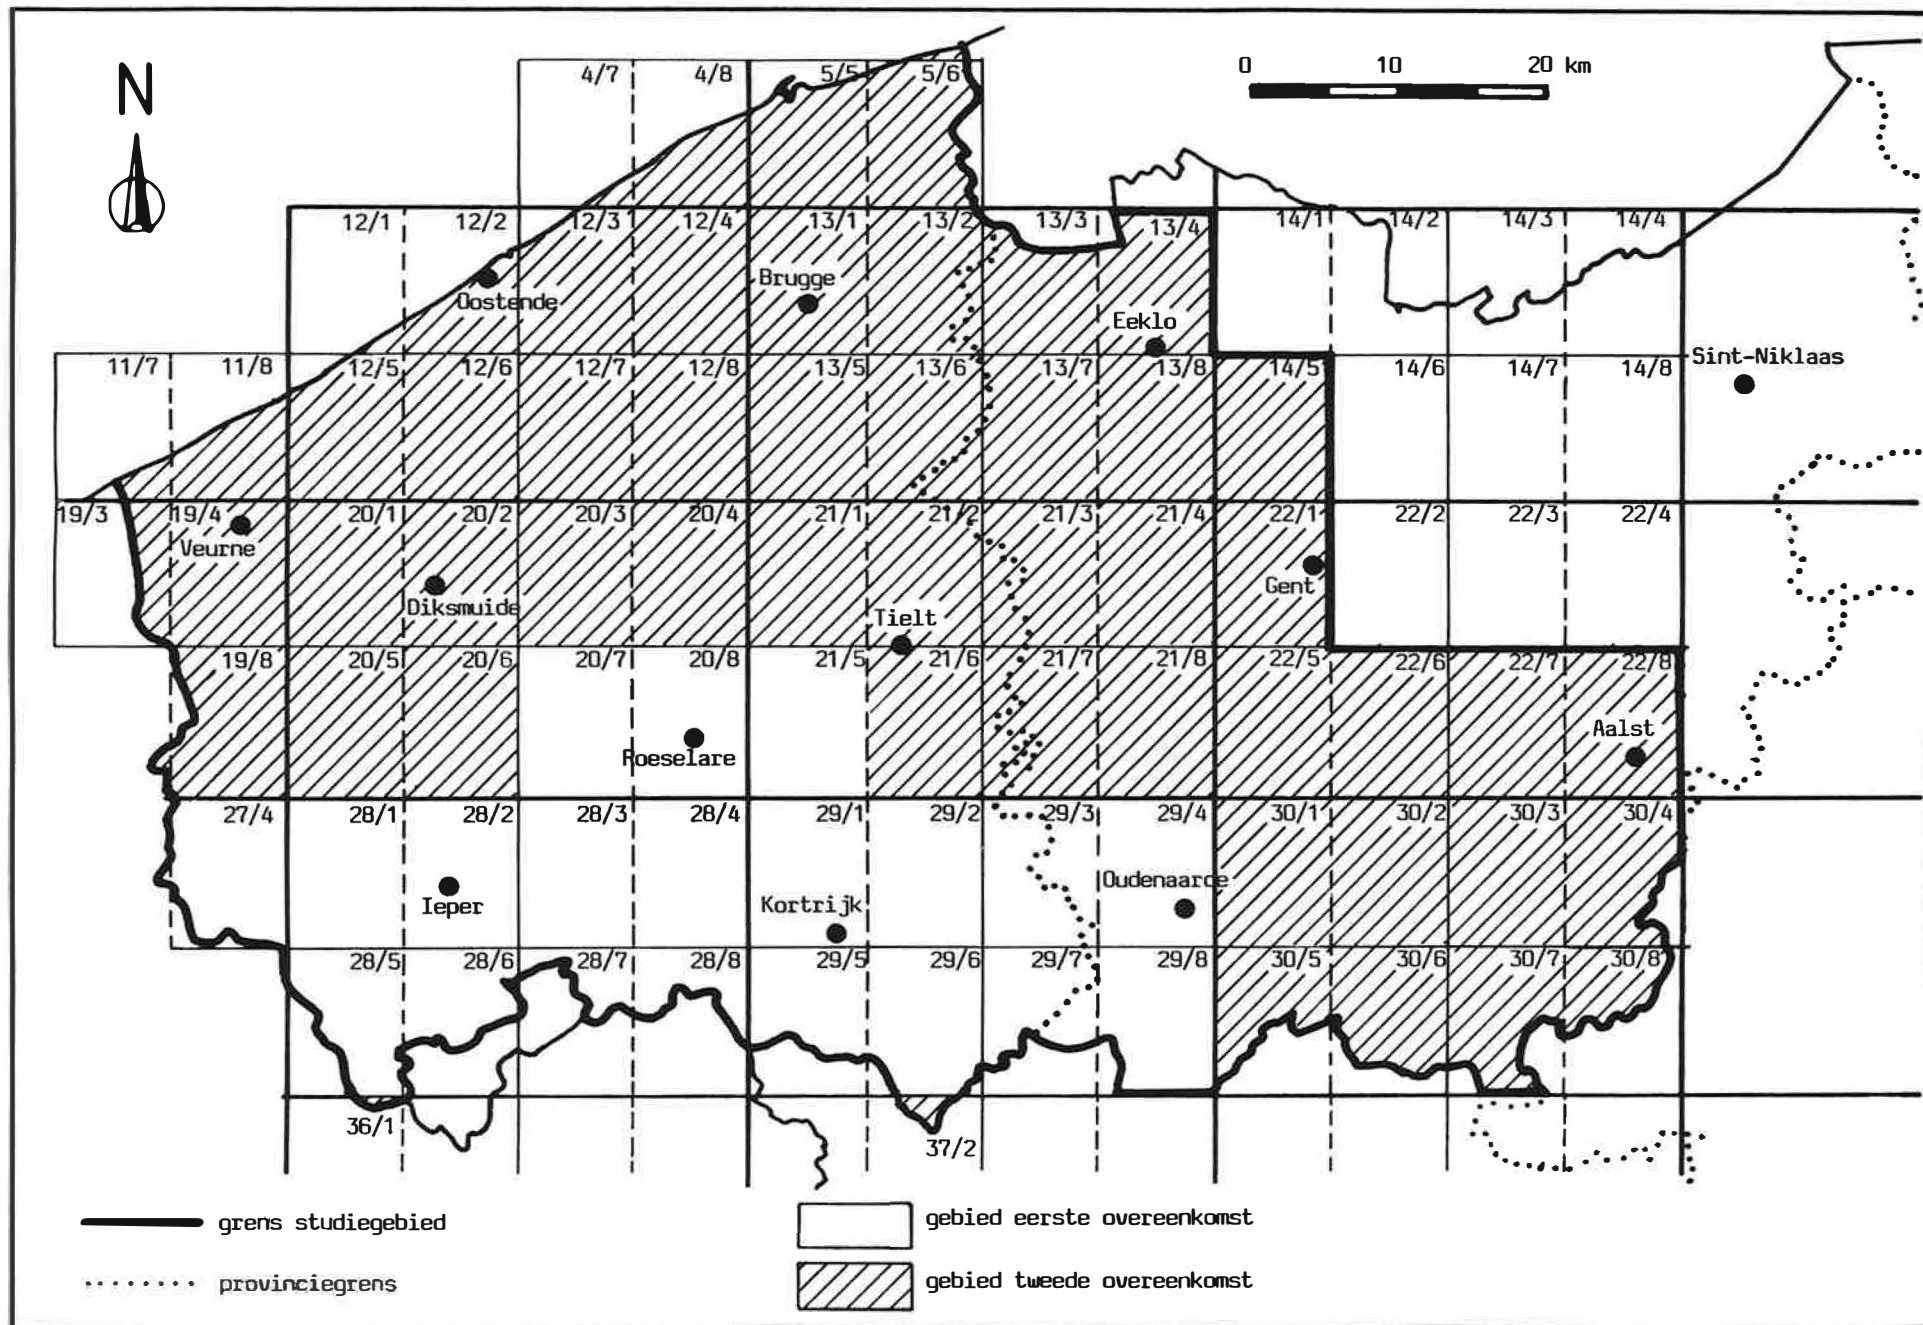 N
0 10 20 km
4/7 4/8 5/5 5/6
12/1 12/2 12/3 12/4 13/1 13/2 13/3 13/4 14/1 14/2 14/3 14/4
Oostende
Brugge
Eeklo
11/7 11/8 12/5 12/6 12/7 12/8 13/5 13/6 13/7 13/8 14/5 14/6 14/7 14/8
Sint-Niklaas
19/3 19/4 20/1 20/2 20/3 20/4 21/1 21/2 21/3 21/4 22/1 22/2 22/3 22/4
Veurne
Diksmuide
Tielt
Gent
19/8 20/5 20/6 20/7 20/8 21/5 21/6 21/7 21/8 22/5 22/6 22/7 22/8
Roeselare
Aalst
27/4 28/1 28/2 28/3 28/4 29/1 29/2 29/3 29/4 30/1 30/2 30/3 30/4
Ieper
Kortrijk
Oudenaarde
28/5 28/6 28/7 28/8 29/5 29/6 29/7 29/8 30/5 30/6 30/7 30/8
36/1
37/2
grens studiegebied
gebied eerste overeenkomst
provinciegrens
gebied tweede overeenkomst